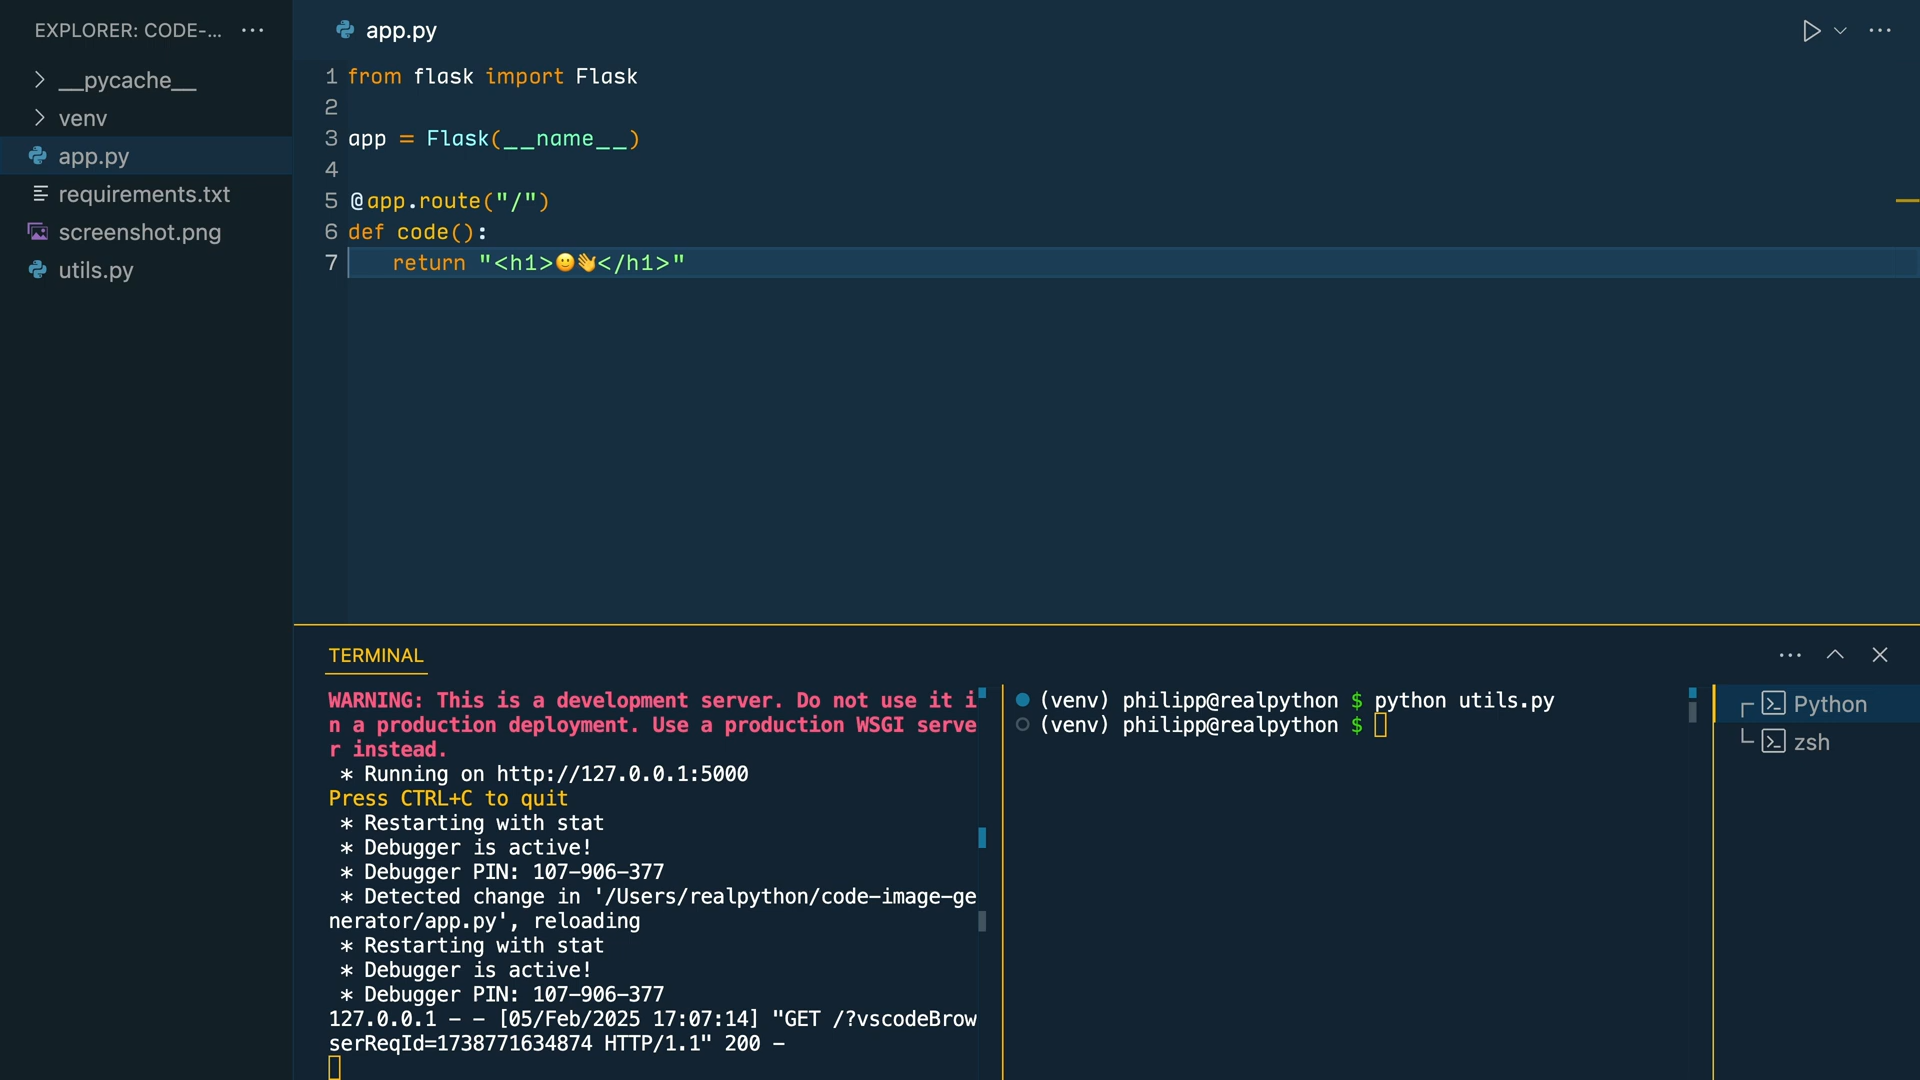 EXPLORER: CODE-...
__pycache__
venv
app.py
requirements.txt
screenshot.png
utils.py
app.py
1 from flask import Flask
2
3 app = Flask(__name__)
4
5 @app.route("/")
6 def code():
7 return "<h1>🙂👋</h1>"
TERMINAL
WARNING: This is a development server. Do not use it i
n a production deployment. Use a production WSGI serve
r instead.
* Running on http://127.0.0.1:5000
Press CTRL+C to quit
* Restarting with stat
* Debugger is active!
* Debugger PIN: 107-906-377
* Detected change in '/Users/realpython/code-image-ge
nerator/app.py', reloading
* Restarting with stat
* Debugger is active!
* Debugger PIN: 107-906-377
127.0.0.1 - - [05/Feb/2025 17:07:14] "GET /?vscodeBrow
serReqId=1738771634874 HTTP/1.1" 200 -
(venv) philipp@realpython $ python utils.py
(venv) philipp@realpython $
Python
zsh